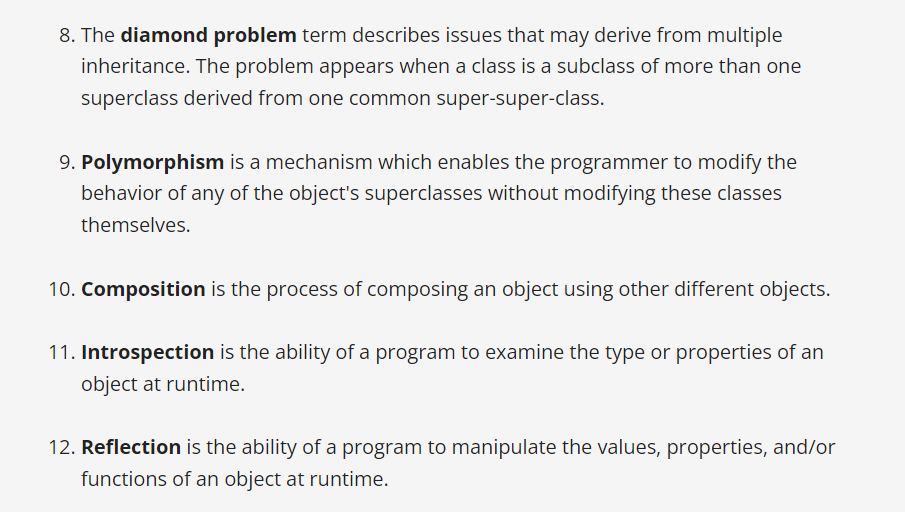 8. The diamond problem term describes issues that may derive from multiple
inheritance. The problem appears when a class is a subclass of more than one
superclass derived from one common super-super-class.
9. Polymorphism is a mechanism which enables the programmer to modify the
behavior of any of the object's superclasses without modifying these classes
themselves.
10. Composition is the process of composing an object using other different objects.
11. Introspection is the ability of a program to examine the type or properties of an
object at runtime.
12. Reflection is the ability of a program to manipulate the values, properties, and/or
functions of an object at runtime.